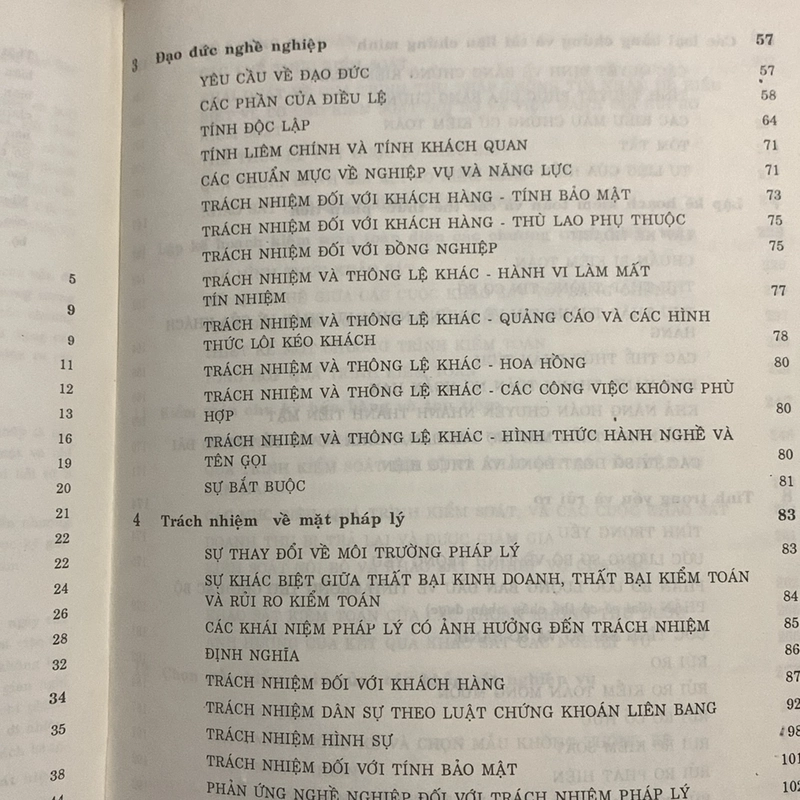 3 Đạo đức nghề nghiệp 57
YÊU CẦU VỀ ĐẠO ĐỨC 57
CÁC PHẦN CỦA ĐIỀU LỆ 58
TÍNH ĐỘC LẬP 64
TÍNH LIÊM CHÍNH VÀ TÍNH KHÁCH QUAN 71
CÁC CHUẨN MỰC VỀ NGHIỆP VỤ VÀ NĂNG LỰC 71
TRÁCH NHIỆM ĐỐI VỚI KHÁCH HÀNG - TÍNH BẢO MẬT 73
TRÁCH NHIỆM ĐỐI VỚI KHÁCH HÀNG - THÙ LAO PHỤ THUỘC 75
TRÁCH NHIỆM ĐỐI VỚI ĐỒNG NGHIỆP 75
TRÁCH NHIỆM VÀ THÔNG LỆ KHÁC - HÀNH VI LÀM MẤT
TÍN NHIỆM 77
TRÁCH NHIỆM VÀ THÔNG LỆ KHÁC - QUẢNG CÁO VÀ CÁC HÌNH
THỨC LÔI KÉO KHÁCH 78
TRÁCH NHIỆM VÀ THÔNG LỆ KHÁC - HOA HỒNG 80
TRÁCH NHIỆM VÀ THÔNG LỆ KHÁC - CÁC CÔNG VIỆC KHÔNG PHÙ
HỢP 80
TRÁCH NHIỆM VÀ THÔNG LỆ KHÁC - HÌNH THỨC HÀNH NGHỀ VÀ
TÊN GỌI 80
SỰ BẮT BUỘC 81
4 Trách nhiệm về mặt pháp lý 83
SỰ THAY ĐỔI VỀ MÔI TRƯỜNG PHÁP LÝ 83
SỰ KHÁC BIỆT GIỮA THẤT BẠI KINH DOANH, THẤT BẠI KIỂM TOÁN
VÀ RỦI RO KIỂM TOÁN 84
CÁC KHÁI NIỆM PHÁP LÝ CÓ ẢNH HƯỞNG ĐẾN TRÁCH NHIỆM 85
ĐỊNH NGHĨA 86
TRÁCH NHIỆM ĐỐI VỚI KHÁCH HÀNG 87
TRÁCH NHIỆM DÂN SỰ THEO LUẬT CHỨNG KHOÁN LIÊN BANG 92
TRÁCH NHIỆM HÌNH SỰ 98
TRÁCH NHIỆM ĐỐI VỚI TÍNH BẢO MẬT 101
PHẢN ỨNG NGHỀ NGHIỆP ĐỐI VỚI TRÁCH NHIỆM PHÁP LÝ 102
5
9
9
11
12
13
16
19
20
21
22
22
24
26
28
32
34
35
38